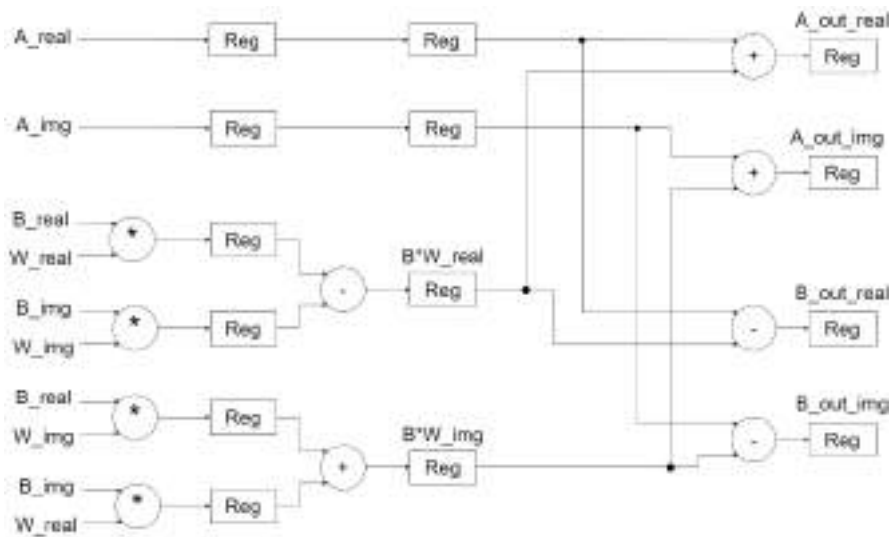 A_out_real
A_real
Reg
Reg
+
Reg
A_out_img
A_img
Reg
Reg
+
Reg
B_real
*
Reg
W_real
B*W_real
-
Reg
B_out_real
B_img
*
Reg
-
Reg
W_img
B_real
*
Reg
B_out_img
W_img
B*W_img
-
Reg
+
Reg
B_img
*
Reg
W_real